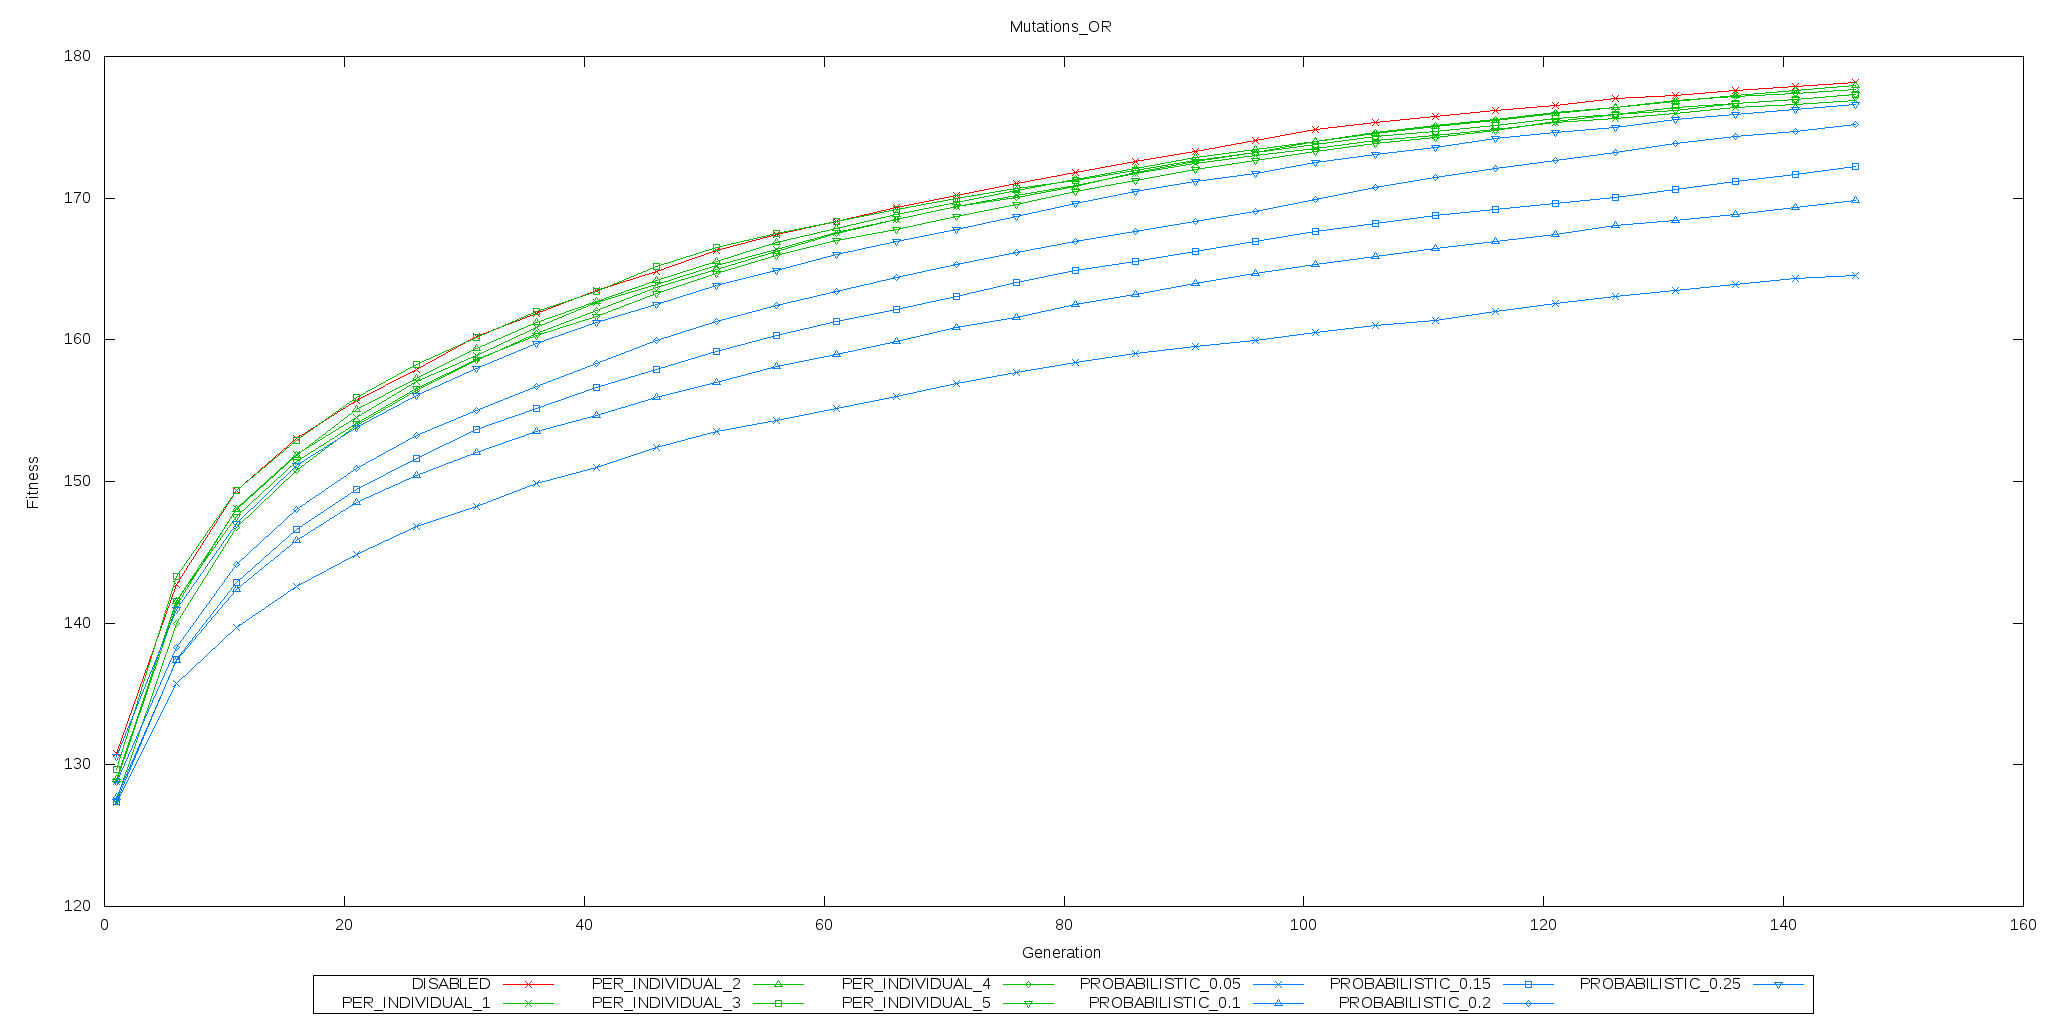 Mutations_OR
180
170
160
150
140
130
120
Fitness
0 20 40 60 80 100 120 140 160
Generation
DISABLED PER_INDIVIDUAL_2 PER_INDIVIDUAL_4 PROBABILISTIC_0.05 PROBABILISTIC_0.15 PROBABILISTIC_0.25
PER_INDIVIDUAL_1 PER_INDIVIDUAL_3 PER_INDIVIDUAL_5 PROBABILISTIC_0.1 PROBABILISTIC_0.2